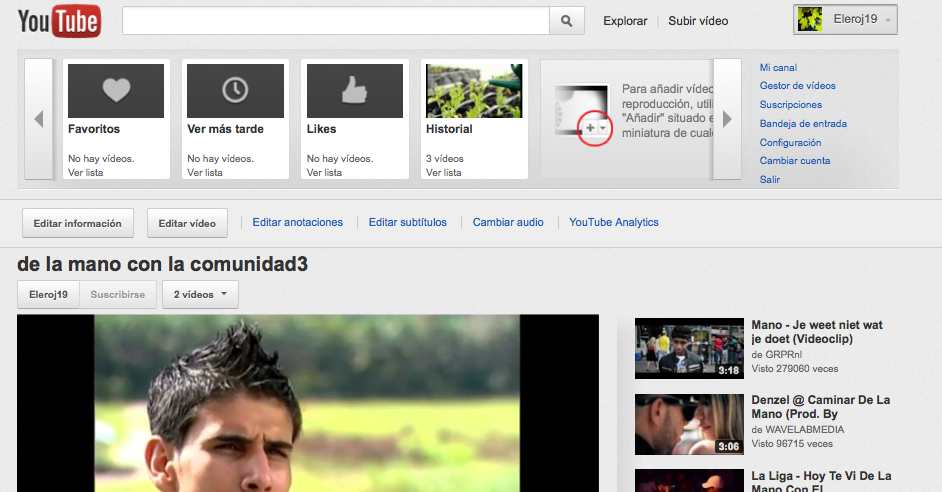 YouTube
Explorar
Subir vídeo
Eleroj19
Favoritos
No hay vídeos.
Ver lista
Ver más tarde
No hay vídeos.
Ver lista
Likes
No hay vídeos.
Ver lista
Historial
3 vídeos
Ver lista
Para añadir vídeo
reproducción, utili
"Añadir" situado e
miniatura de cualc
Mi canal
Gestor de vídeos
Suscripciones
Bandeja de entrada
Configuración
Cambiar cuenta
Salir
Editar información
Editar vídeo
Editar anotaciones
Editar subtítulos
Cambiar audio
YouTube Analytics
de la mano con la comunidad3
Eleroj19
Suscribirse
2 vídeos
3:18
Mano - Je weet niet wat
je doet (Videoclip)
de GRPRnl
Visto 279060 veces
3:06
Denzel @ Caminar De La
Mano (Prod. By
de WAVELABMEDIA
Visto 96715 veces
La Liga - Hoy Te Vi De La
Mano Con El